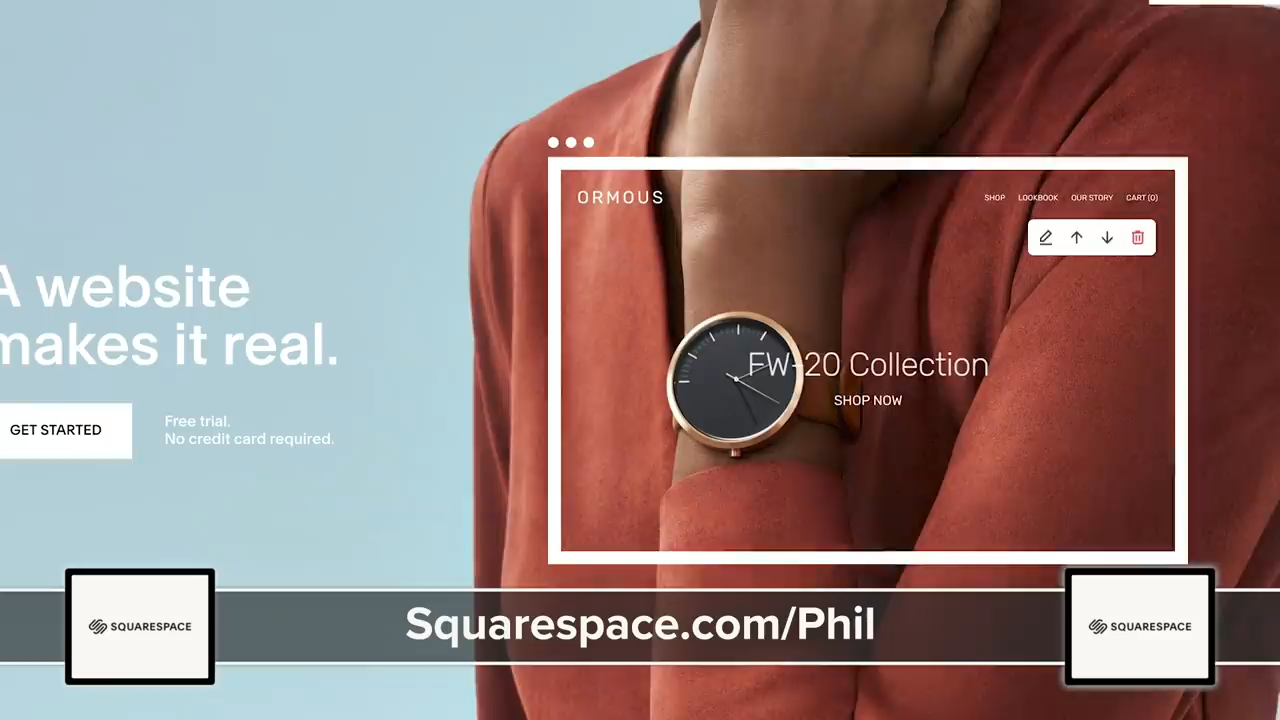 ORMOUS
SHOP LOOKBOOK OUR STORY CART (0)
A website
makes it real.
FW-20 Collection
SHOP NOW
GET STARTED
Free trial.
No credit card required.
SQUARESPACE
Squarespace.com/Phil
SQUARESPACE